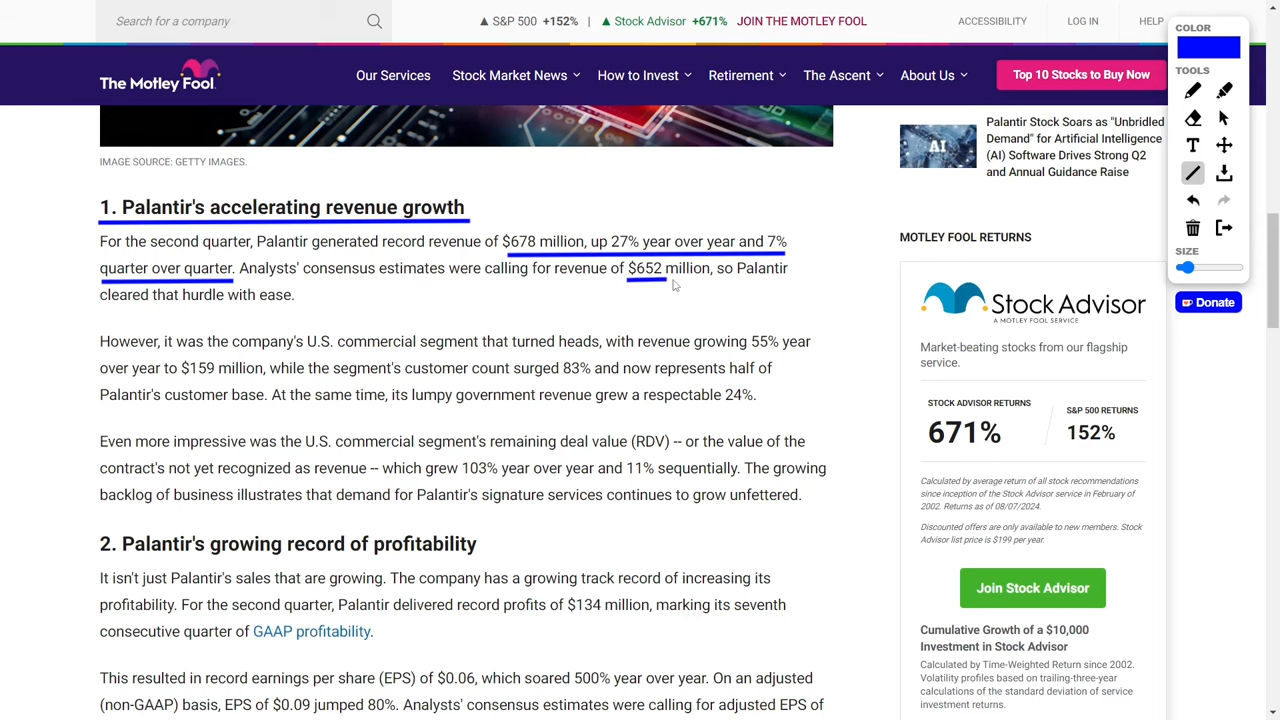 Search for a company
▲ S&P 500 +152% | ▲ Stock Advisor +671% JOIN THE MOTLEY FOOL
ACCESSIBILITY LOG IN HELP
The Motley Fool
Our Services Stock Market News How to Invest Retirement The Ascent About Us
Top 10 Stocks to Buy Now
IMAGE SOURCE: GETTY IMAGES.
1. Palantir's accelerating revenue growth
For the second quarter, Palantir generated record revenue of $678 million, up 27% year over year and 7%
quarter over quarter. Analysts' consensus estimates were calling for revenue of $652 million, so Palantir
cleared that hurdle with ease.
However, it was the company's U.S. commercial segment that turned heads, with revenue growing 55% year
over year to $159 million, while the segment's customer count surged 83% and now represents half of
Palantir's customer base. At the same time, its lumpy government revenue grew a respectable 24%.
Even more impressive was the U.S. commercial segment's remaining deal value (RDV) -- or the value of the
contract's not yet recognized as revenue -- which grew 103% year over year and 11% sequentially. The growing
backlog of business illustrates that demand for Palantir's signature services continues to grow unfettered.
2. Palantir's growing record of profitability
It isn't just Palantir's sales that are growing. The company has a growing track record of increasing its
profitability. For the second quarter, Palantir delivered record profits of $134 million, marking its seventh
consecutive quarter of GAAP profitability.
This resulted in record earnings per share (EPS) of $0.06, which soared 500% year over year. On an adjusted
(non-GAAP) basis, EPS of $0.09 jumped 80%. Analysts' consensus estimates were calling for adjusted EPS of
AI
Palantir Stock Soars as "Unbridled
Demand" for Artificial Intelligence
(AI) Software Drives Strong Q2
and Annual Guidance Raise
MOTLEY FOOL RETURNS
Stock Advisor
A MOTLEY FOOL SERVICE
Market-beating stocks from our flagship
service.
STOCK ADVISOR RETURNS
671%
S&P 500 RETURNS
152%
Calculated by average return of all stock recommendations
since inception of the Stock Advisor service in February of
2002. Returns as of 08/07/2024.
Discounted offers are only available to new members. Stock
Advisor list price is $199 per year.
Join Stock Advisor
Cumulative Growth of a $10,000
Investment in Stock Advisor
Calculated by Time-Weighted Return since 2002.
Volatility profiles based on trailing-three-year
calculations of the standard deviation of service
investment returns.
COLOR
TOOLS
T
SIZE
Donate